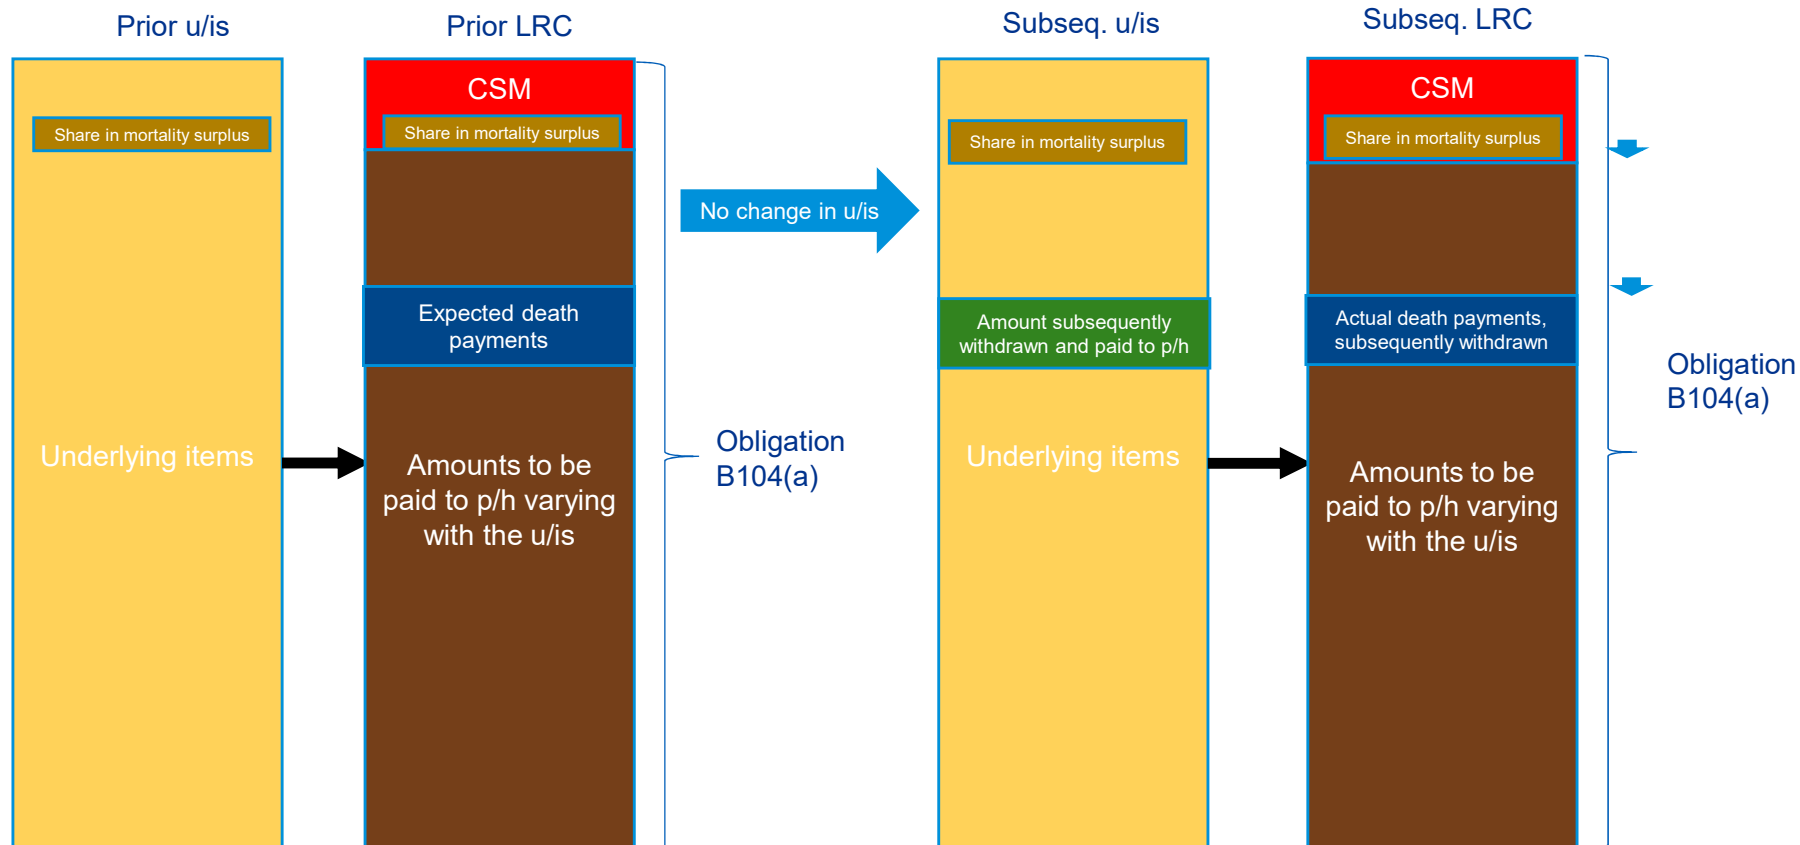 Prior u/is
Prior LRC
Subseq. u/is
Subseq. LRC
Share in mortality surplus
CSM
Share in mortality surplus
No change in u/is
Share in mortality surplus
CSM
Share in mortality surplus
Expected death
payments
Amount subsequently
withdrawn and paid to p/h
Actual death payments,
subsequently withdrawn
Obligation
B104(a)
Underlying items
Amounts to be
paid to p/h varying
with the u/is
Obligation
B104(a)
Underlying items
Amounts to be
paid to p/h varying
with the u/is